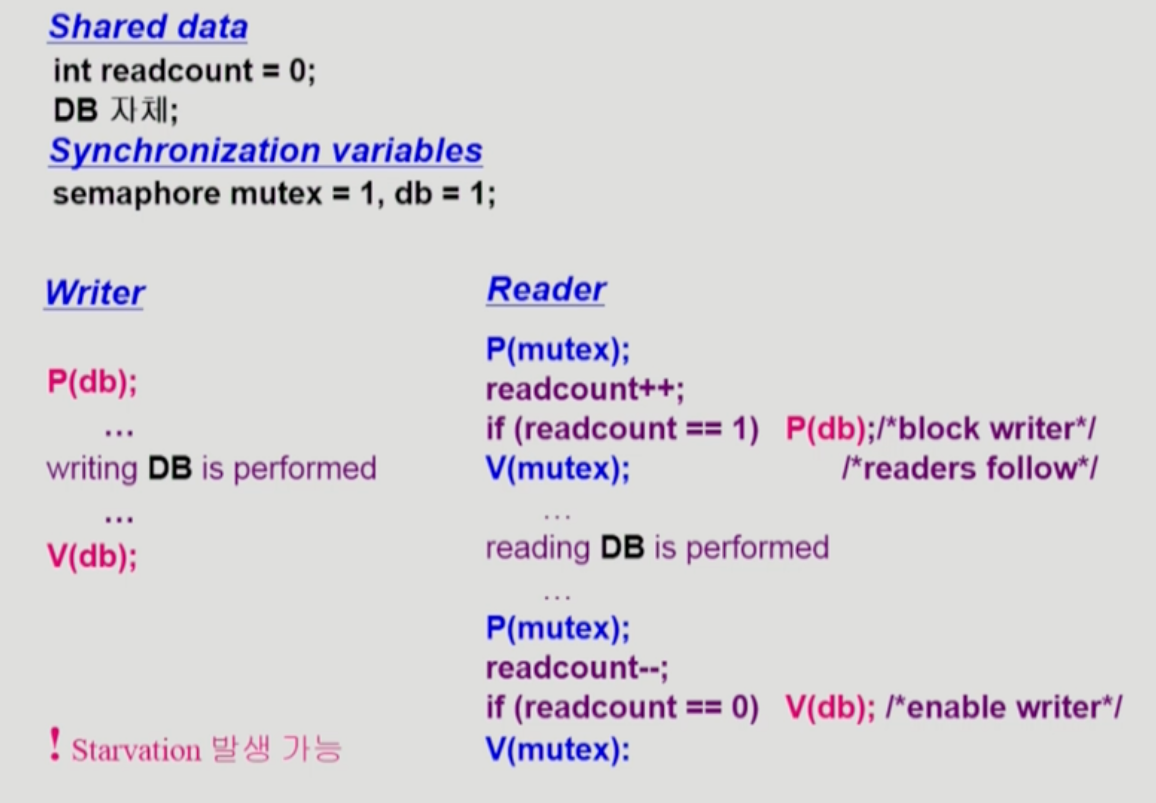 Shared data
int readcount = 0;
DB 자체;
Synchronization variables
semaphore mutex = 1, db = 1;
Writer
P(db);
...
writing DB is performed
...
V(db);
! Starvation 발생 가능
Reader
P(mutex);
readcount++;
if (readcount == 1) P(db);/*block writer*/
V(mutex); /*readers follow*/
...
reading DB is performed
...
P(mutex);
readcount--;
if (readcount == 0) V(db); /*enable writer*/
V(mutex):